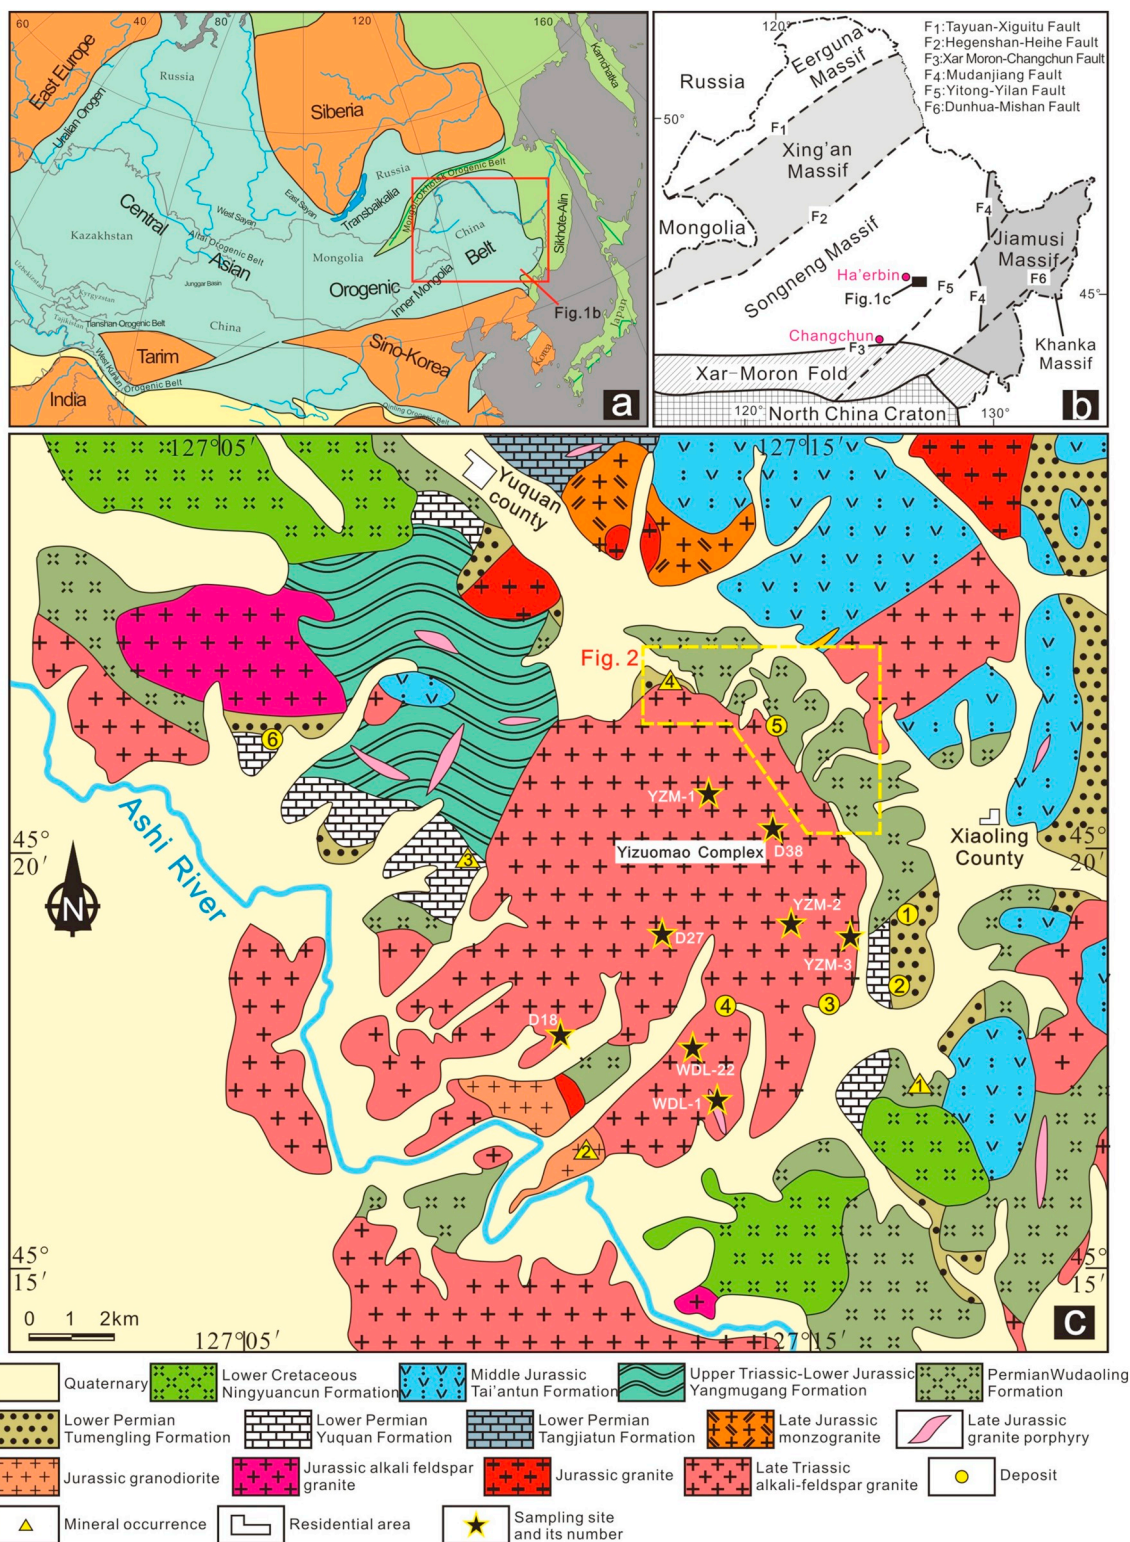 60
40
80
120
160
East Europe
Uralian Orogen
Russia
Siberia
Kamchatka
Russia
Mongol-Okhotsk Orogenic Belt
Transbaikalia
East Sayan
West Sayan
Central
Kazakhstan
Altai Orogenic Belt
Asian
Mongolia
China
Belt
Sikhote-Alin
Junggar Basin
Orogenic
Inner Mongolia
Uzbekistan
Kyrgyzstan
Tajikistan
Tianshan Orogenic Belt
China
Fig.1b
Japan
Tarim
Sino-Korea
Korea
West Kunlun Orogenic Belt
India
Qinling Orogenic Belt
a
120°
Eerguna
Massif
Russia
F1:Tayuan-Xiguitu Fault
F2:Hegenshan-Heihe Fault
F3:Xar Moron-Changchun Fault
F4:Mudanjiang Fault
F5:Yitong-Yilan Fault
F6:Dunhua-Mishan Fault
50°
F1
Xing'an
Massif
F2
Mongolia
F4
Jiamusi
Massif
Songneng Massif
Ha'erbin
Fig.1c
F5
F4
F6
45°
Changchun
F3
Khanka
Massif
Xar-Moron Fold
120°
North China Craton
130°
b
127°05′
127°15′
Yuquan
county
Fig. 2
4
5
6
YZM-1
D38
Yizuomao Complex
Xiaoling
County
45°
20′
45°
20′
Ashi River
3
N
YZM-2
D27
YZM-3
1
2
4
3
D18
WDL-22
WDL-1
1
2
45°
15′
45°
15′
0 1 2km
127°05′
127°15′
c
Quaternary
Lower Cretaceous
Ningyuancun Formation
Middle Jurassic
Tai'antun Formation
Upper Triassic-Lower Jurassic
Yangmugang Formation
PermianWudaoling
Formation
Lower Permian
Tumengling Formation
Lower Permian
Yuquan Formation
Lower Permian
Tangjiatun Formation
Late Jurassic
monzogranite
Late Jurassic
granite porphyry
Jurassic granodiorite
Jurassic alkali feldspar
granite
Jurassic granite
Late Triassic
alkali-feldspar granite
Deposit
Mineral occurrence
Residential area
Sampling site
and its number